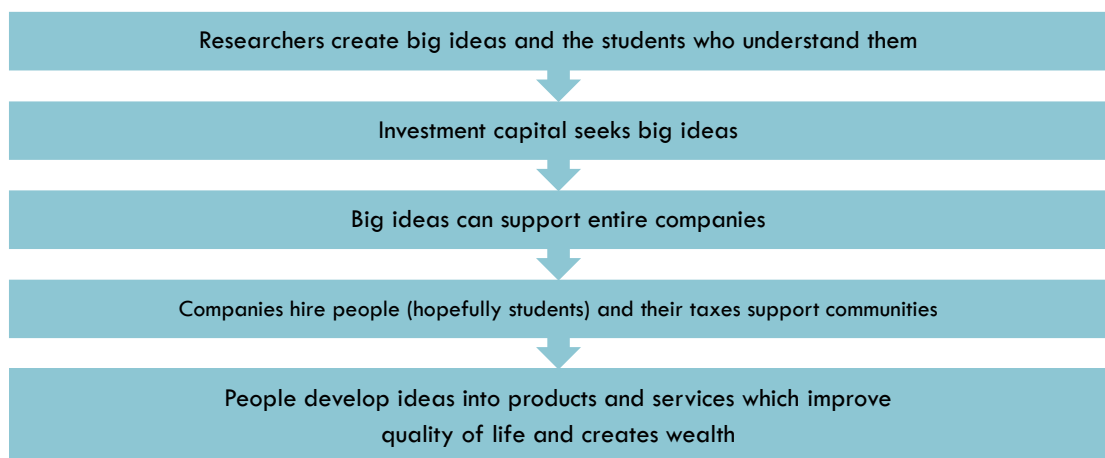 Researchers create big ideas and the students who understand them
Investment capital seeks big ideas
Big ideas can support entire companies
Companies hire people (hopefully students) and their taxes support communities
People develop ideas into products and services which improve
quality of life and creates wealth